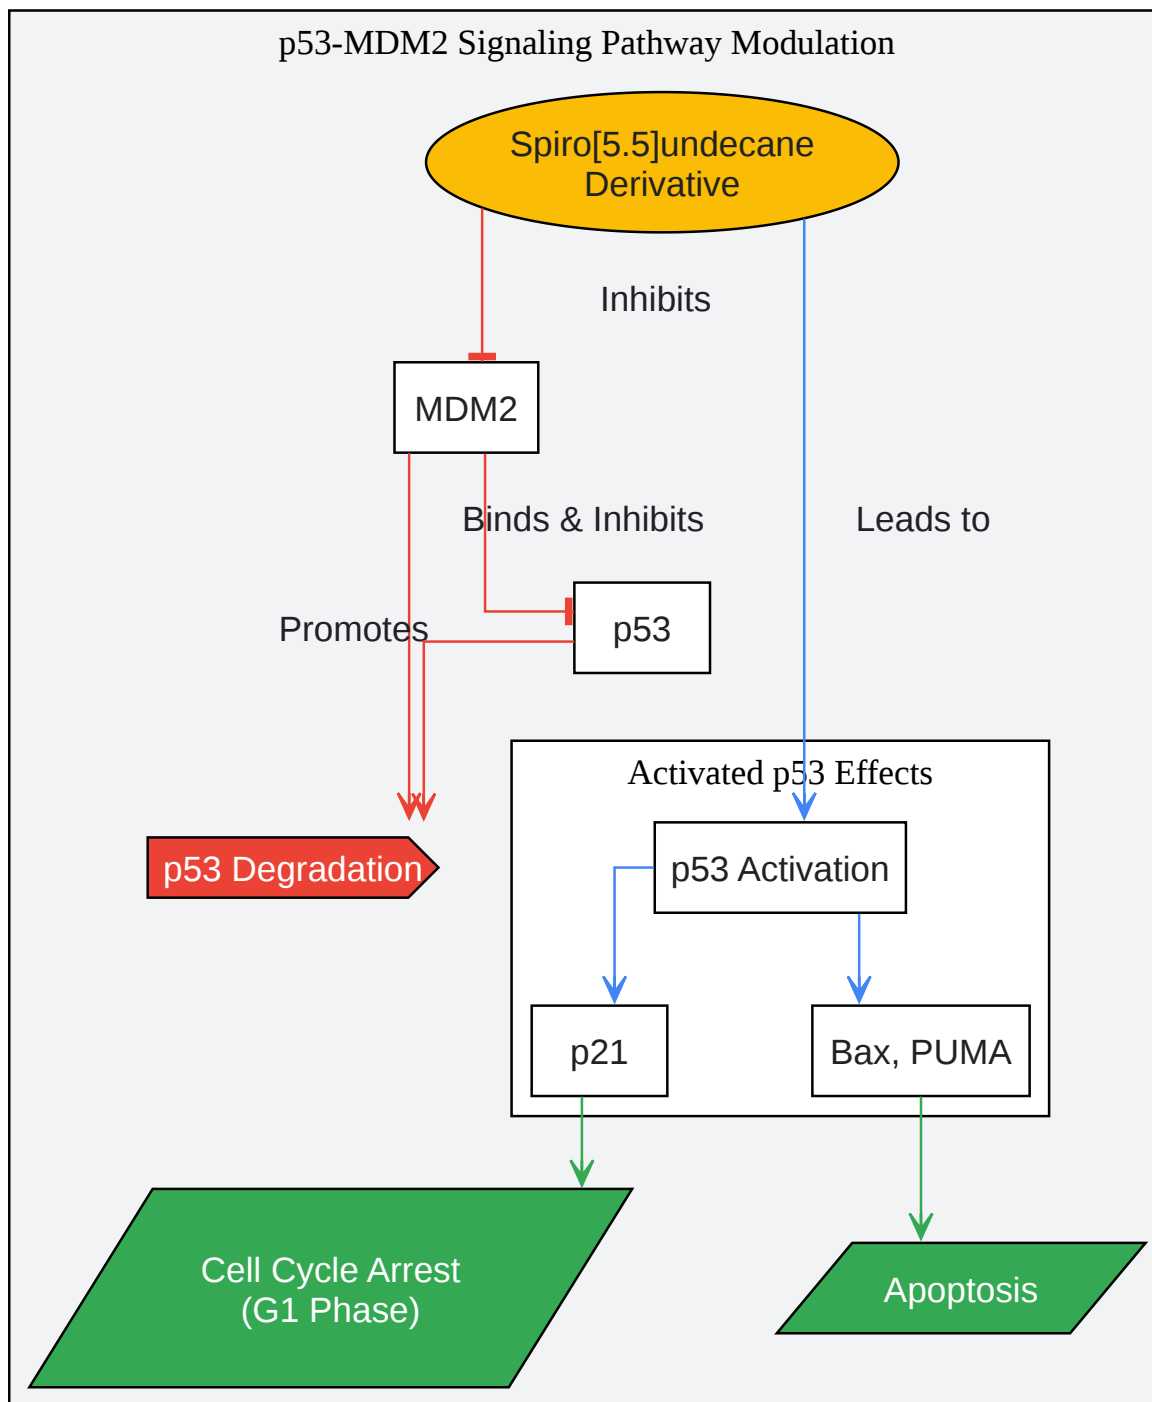 p53-MDM2 Signaling Pathway Modulation
Spiro[5.5]undecane
Derivative
Inhibits
MDM2
Binds & Inhibits
Leads to
Promotes
p53
Activated p53 Effects
p53 Degradation
p53 Activation
p21
Bax, PUMA
Cell Cycle Arrest
(G1 Phase)
Apoptosis